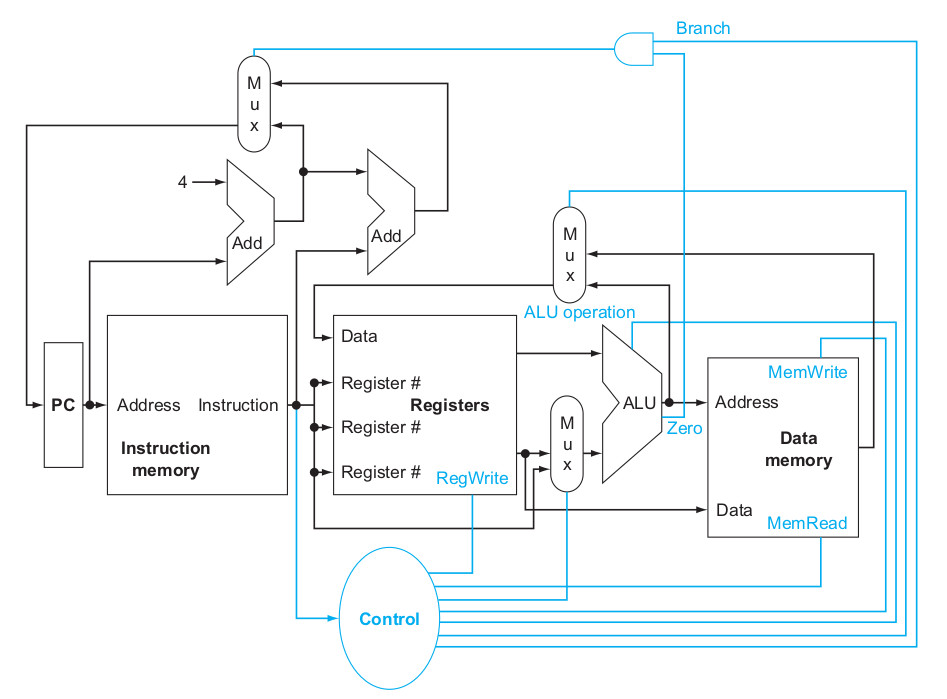 Branch
M
u
x
4
Add
Add
M
u
x
ALU operation
Data
PC
Address
Instruction
Register #
Registers
Register #
Register #
RegWrite
Instruction
memory
M
u
x
ALU
Zero
MemWrite
Address
Data
memory
Data
MemRead
Control